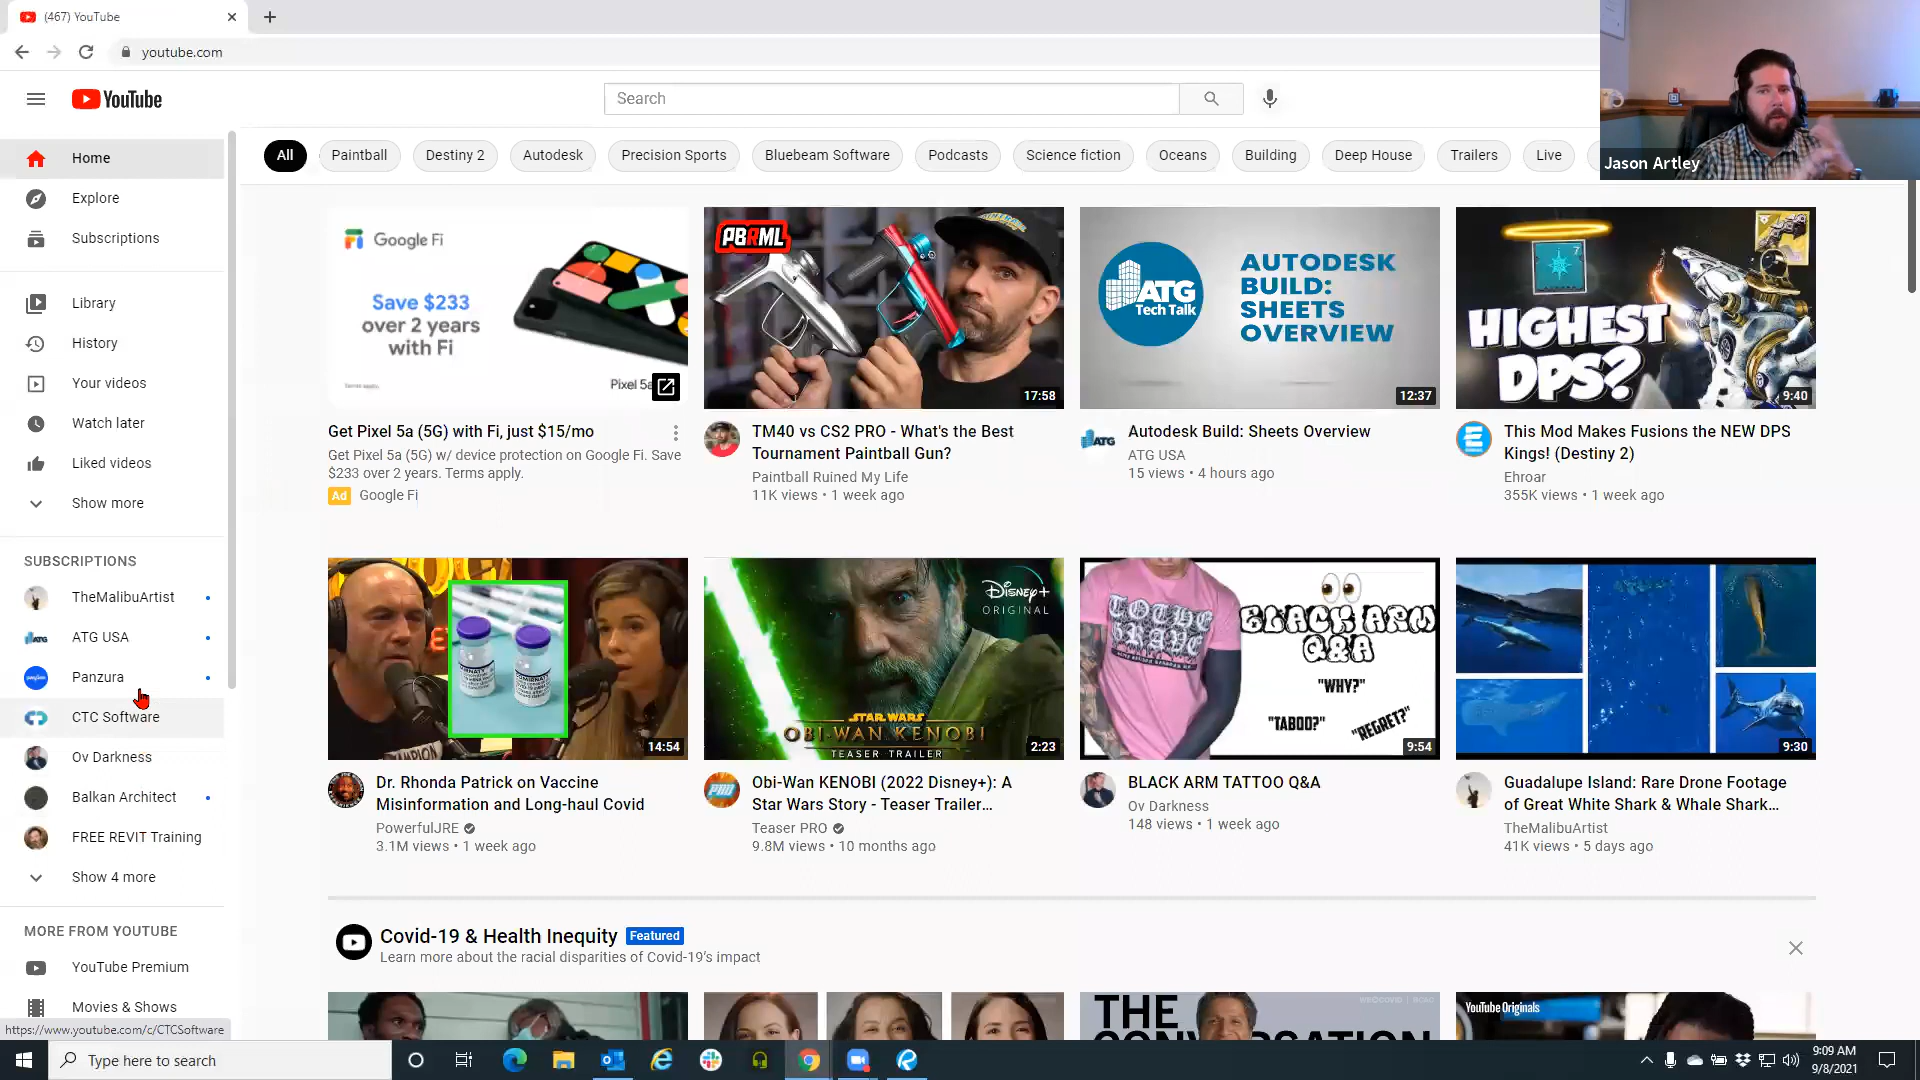 (467) YouTube
youtube.com
YouTube
Search
Jason Artley
Home
Explore
Subscriptions
Library
History
Your videos
Watch later
Liked videos
Show more
SUBSCRIPTIONS
TheMalibuArtist
ATG USA
Panzura
CTC Software
Ov Darkness
Balkan Architect
FREE REVIT Training
Show 4 more
MORE FROM YOUTUBE
YouTube Premium
Movies & Shows
https://www.youtube.com/c/CTCSoftware
All
Paintball
Destiny 2
Autodesk
Precision Sports
Bluebeam Software
Podcasts
Science fiction
Oceans
Building
Deep House
Trailers
Live
Google Fi
Save $233
over 2 years
with Fi
Pixel 5a
Get Pixel 5a (5G) with Fi, just $15/mo
Get Pixel 5a (5G) w/ device protection on Google Fi. Save
$233 over 2 years. Terms apply.
Ad Google Fi
PBRML
17:58
TM40 vs CS2 PRO - What's the Best
Tournament Paintball Gun?
Paintball Ruined My Life
11K views • 1 week ago
ATG
Tech Talk
AUTODESK
BUILD:
SHEETS
OVERVIEW
12:37
ATG
Autodesk Build: Sheets Overview
ATG USA
15 views • 4 hours ago
7
HIGHEST
DPS?
9:40
This Mod Makes Fusions the NEW DPS
Kings! (Destiny 2)
Ehroar
355K views • 1 week ago
14:54
Dr. Rhonda Patrick on Vaccine
Misinformation and Long-haul Covid
PowerfulJRE
3.1M views • 1 week ago
Disney+
ORIGINAL
STAR WARS
OBI-WAN KENOBI
TEASER TRAILER
2:23
PRO
Obi-Wan KENOBI (2022 Disney+): A
Star Wars Story - Teaser Trailer...
Teaser PRO
9.8M views • 10 months ago
TO THE
GRAVE
BLACK ARM
Q&A
"WHY?"
"TABOO?"
"REGRET?"
9:54
BLACK ARM TATTOO Q&A
Ov Darkness
148 views • 1 week ago
9:30
Guadalupe Island: Rare Drone Footage
of Great White Shark & Whale Shark...
TheMalibuArtist
41K views • 5 days ago
Covid-19 & Health Inequity Featured
Learn more about the racial disparities of Covid-19's impact
THE
CONVERSATION
YouTube Originals
Type here to search
9:09 AM
9/8/2021